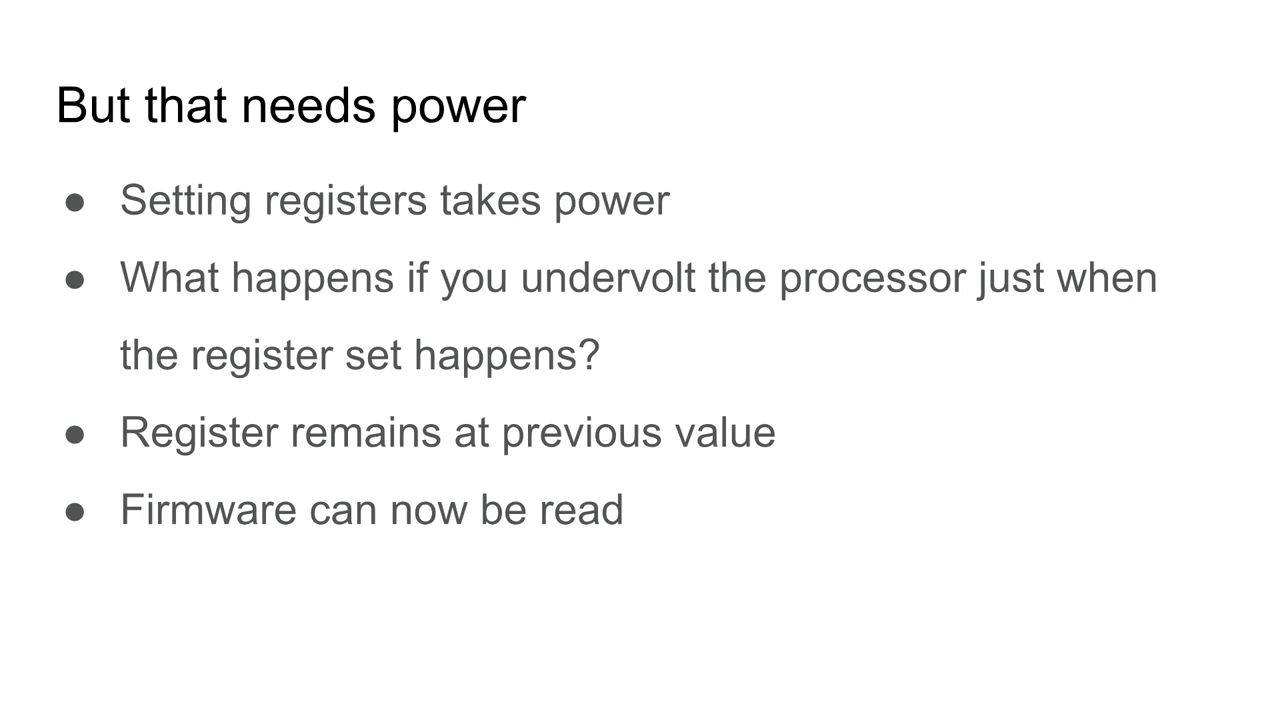 But that needs power
● Setting registers takes power
● What happens if you undervolt the processor just when
the register set happens?
● Register remains at previous value
● Firmware can now be read